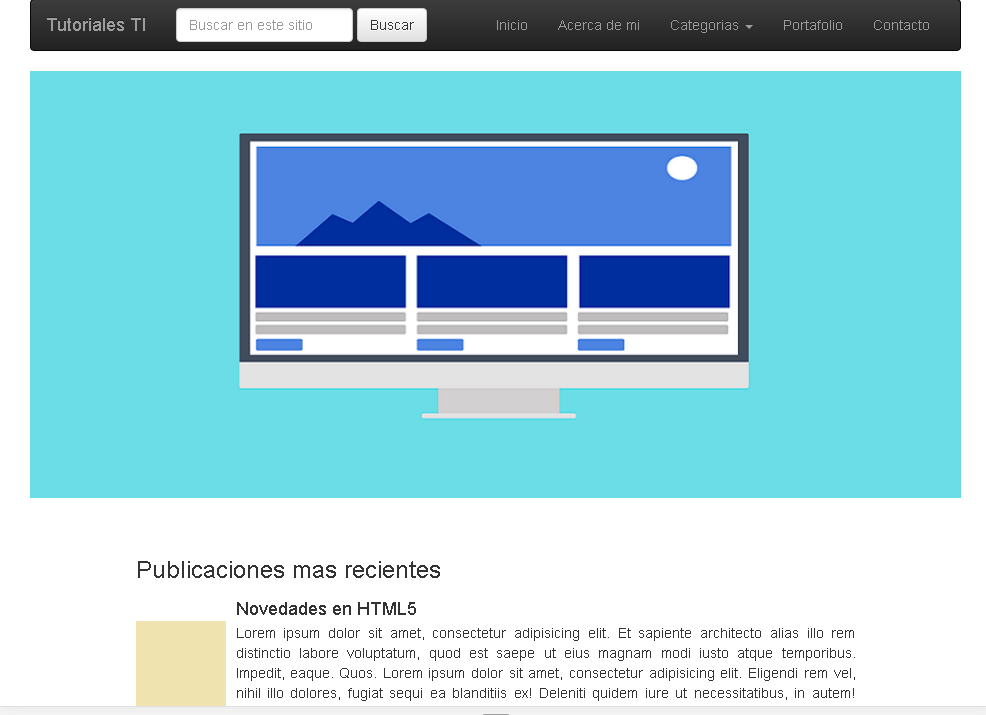 Tutoriales TI Buscar en este sitio Buscar Inicio Acerca de mi Categorias Portafolio Contacto
Publicaciones mas recientes
Novedades en HTML5
Lorem ipsum dolor sit amet, consectetur adipisicing elit. Et sapiente architecto alias illo rem
distinctio labore voluptatum, quod est saepe ut eius magnam modi iusto atque temporibus.
Impedit, eaque. Quos. Lorem ipsum dolor sit amet, consectetur adipisicing elit. Eligendi rem vel,
nihil illo dolores, fugiat sequi ea blanditiis ex! Deleniti quidem iure ut necessitatibus, in autem!